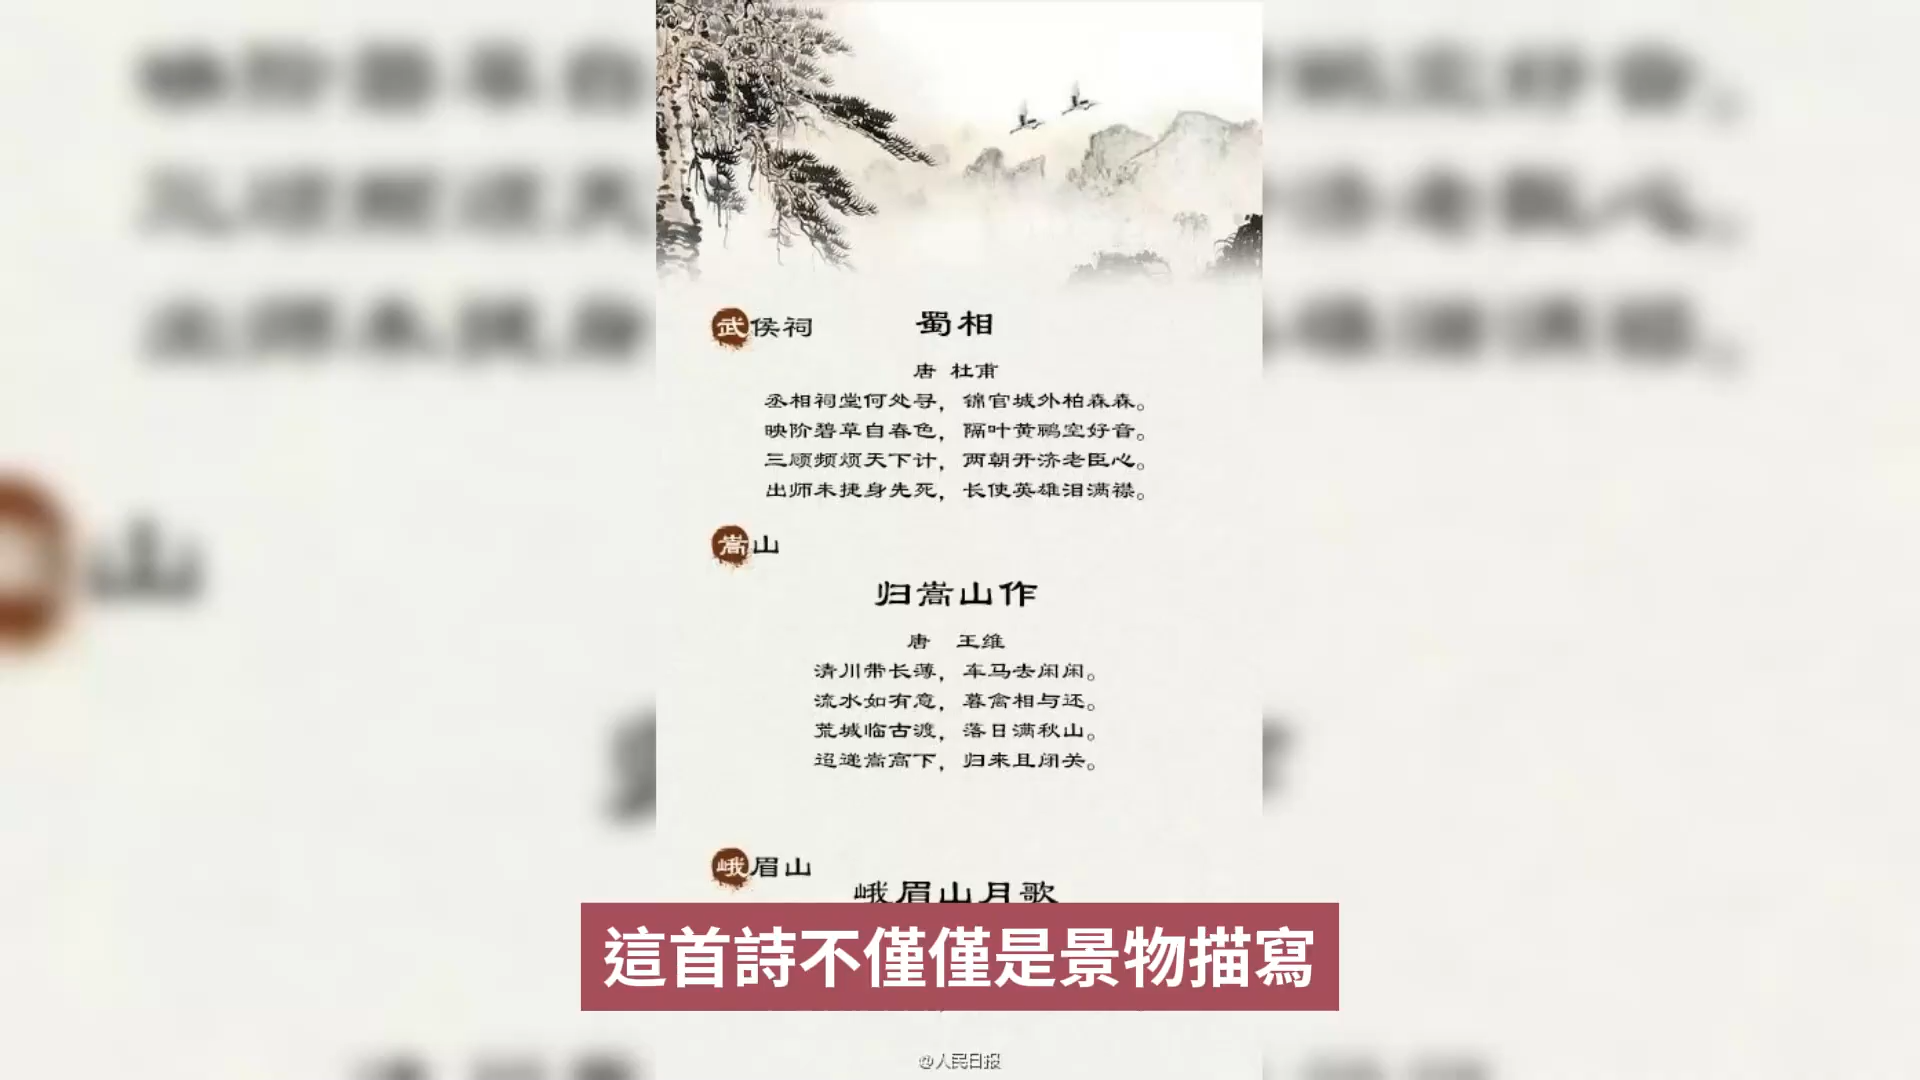 武侯祠
蜀相
唐 杜甫
丞相祠堂何处寻，锦官城外柏森森。
映阶碧草自春色，隔叶黄鹂空好音。
三顾频烦天下计，两朝开济老臣心。
出师未捷身先死，长使英雄泪满襟。
嵩山
归嵩山作
唐 王维
清川带长薄，车马去闲闲。
流水如有意，暮禽相与还。
荒城临古渡，落日满秋山。
迢递嵩高下，归来且闭关。
峨眉山
峨眉山月歌
這首詩不僅僅是景物描寫
@人民日报